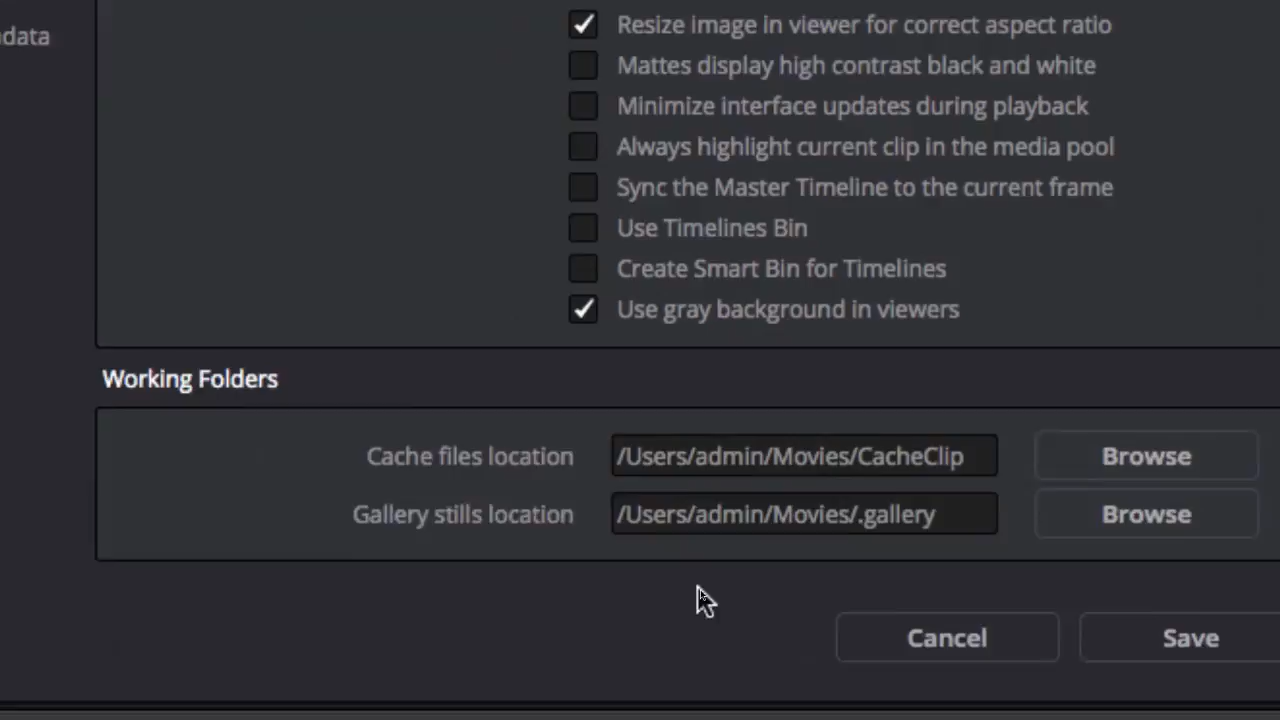 Resize image in viewer for correct aspect ratio
data
Mattes display high contrast black and white
Minimize interface updates during playback
Always highlight current clip in the media pool
Sync the Master Timeline to the current frame
Use Timelines Bin
Create Smart Bin for Timelines
Use gray background in viewers
Working Folders
Cache files location /Users/admin/Movies/CacheClip Browse
Gallery stills location /Users/admin/Movies/.gallery Browse
Cancel Save